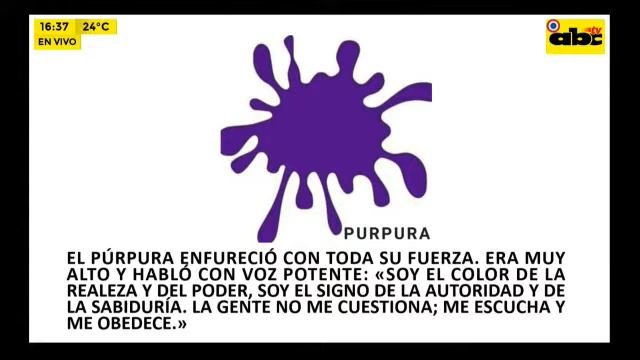 16:37 24°C
EN VIVO
abc tv
PURPURA
EL PÚRPURA ENFURECIÓ CON TODA SU FUERZA. ERA MUY
ALTO Y HABLÓ CON VOZ POTENTE: «SOY EL COLOR DE LA
REALEZA Y DEL PODER, SOY EL SIGNO DE LA AUTORIDAD Y DE
LA SABIDURÍA. LA GENTE NO ME CUESTIONA; ME ESCUCHA Y
ME OBEDECE.»